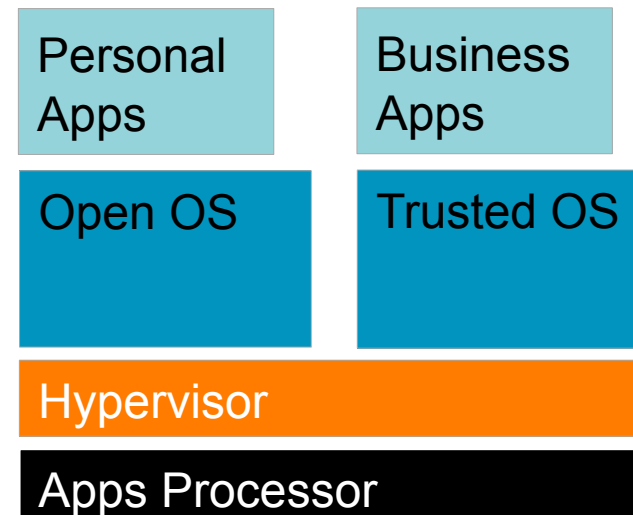 Personal
Apps
Business
Apps
Open OS
Trusted OS
Hypervisor
Apps Processor